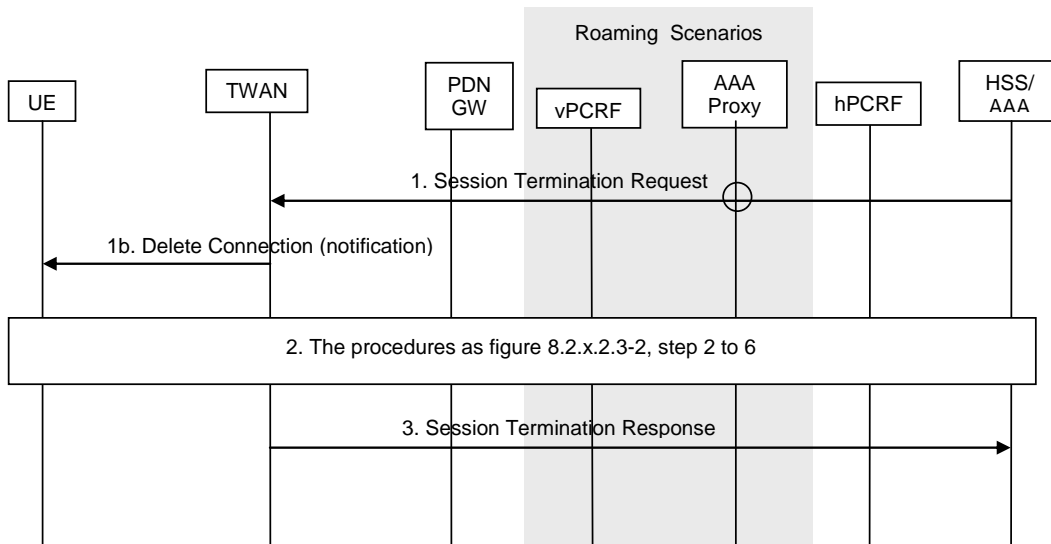 Roaming Scenarios
UE
TWAN
PDN
GW
vPCRF
AAA
Proxy
hPCRF
HSS/
AAA
1. Session Termination Request
1b. Delete Connection (notification)
2. The procedures as figure 8.2.x.2.3-2, step 2 to 6
3. Session Termination Response